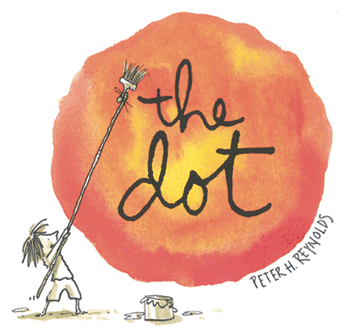 the
dot
PETER H. REYNOLDS